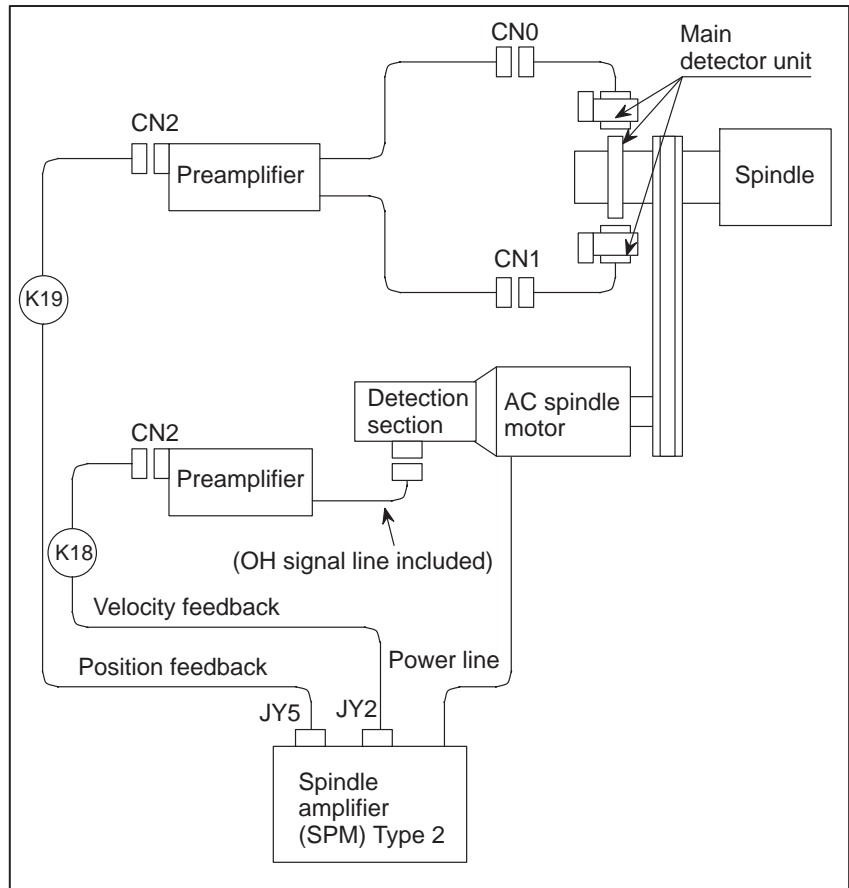 CN0
Main
detector unit
CN2
Preamplifier
Spindle
CN1
K19
Detection
section
AC spindle
motor
CN2
Preamplifier
K18
(OH signal line included)
Velocity feedback
Position feedback
Power line
JY5
JY2
Spindle
amplifier
(SPM) Type 2